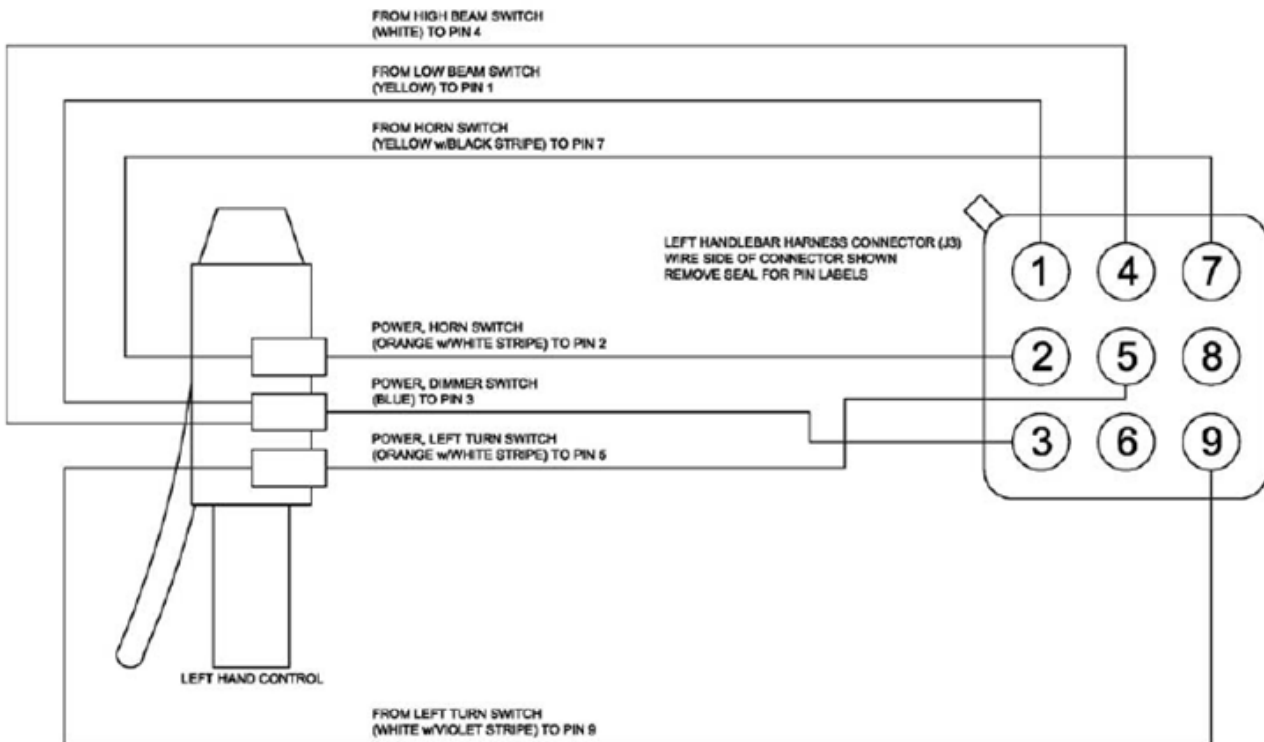 FROM HIGH BEAM SWITCH
(WHITE) TO PIN 4
FROM LOW BEAM SWITCH
(YELLOW) TO PIN 1
FROM HORN SWITCH
(YELLOW w/BLACK STRIPE) TO PIN 7
LEFT HANDLEBAR HARNESS CONNECTOR (J3)
WIRE SIDE OF CONNECTOR SHOWN
REMOVE SEAL FOR PIN LABELS
1 4 7
POWER, HORN SWITCH
(ORANGE w/WHITE STRIPE) TO PIN 2
2 5 8
POWER, DIMMER SWITCH
(BLUE) TO PIN 3
POWER, LEFT TURN SWITCH
(ORANGE w/WHITE STRIPE) TO PIN 5
3 6 9
LEFT HAND CONTROL
FROM LEFT TURN SWITCH
(WHITE w/VIOLET STRIPE) TO PIN 9